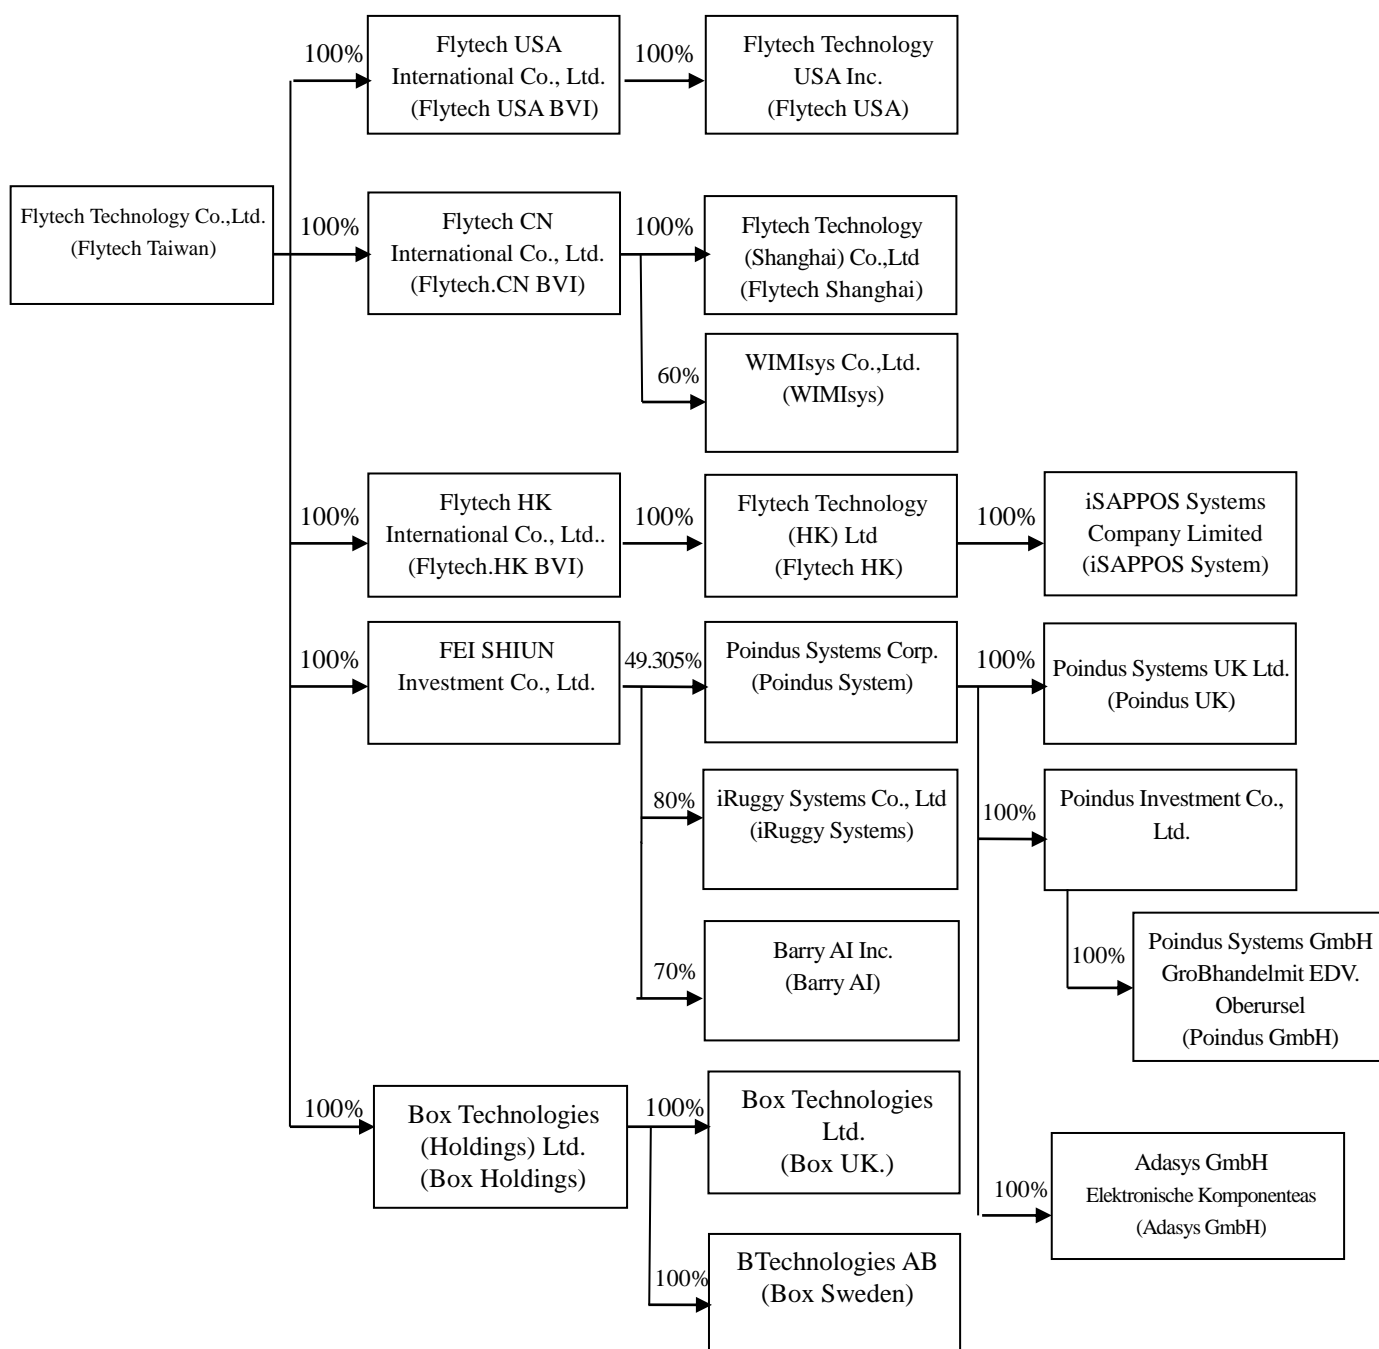 100%
Flytech USA
International Co., Ltd.
(Flytech USA BVI)
100%
Flytech Technology
USA Inc.
(Flytech USA)
Flytech Technology Co.,Ltd.
(Flytech Taiwan)
100%
Flytech CN
International Co., Ltd.
(Flytech.CN BVI)
100%
Flytech Technology
(Shanghai) Co.,Ltd
(Flytech Shanghai)
60%
WIMIsys Co.,Ltd.
(WIMIsys)
100%
Flytech HK
International Co., Ltd..
(Flytech.HK BVI)
100%
Flytech Technology
(HK) Ltd
(Flytech HK)
100%
iSAPPOS Systems
Company Limited
(iSAPPOS System)
100%
FEI SHIUN
Investment Co., Ltd.
49.305%
Poindus Systems Corp.
(Poindus System)
100%
Poindus Systems UK Ltd.
(Poindus UK)
80%
iRuggy Systems Co., Ltd
(iRuggy Systems)
100%
Poindus Investment Co.,
Ltd.
70%
Barry AI Inc.
(Barry AI)
100%
Poindus Systems GmbH
GroBhandelmit EDV.
Oberursel
(Poindus GmbH)
100%
Box Technologies
(Holdings) Ltd.
(Box Holdings)
100%
Box Technologies
Ltd.
(Box UK.)
100%
Adasys GmbH
Elektronische Komponenteas
(Adasys GmbH)
100%
BTechnologies AB
(Box Sweden)